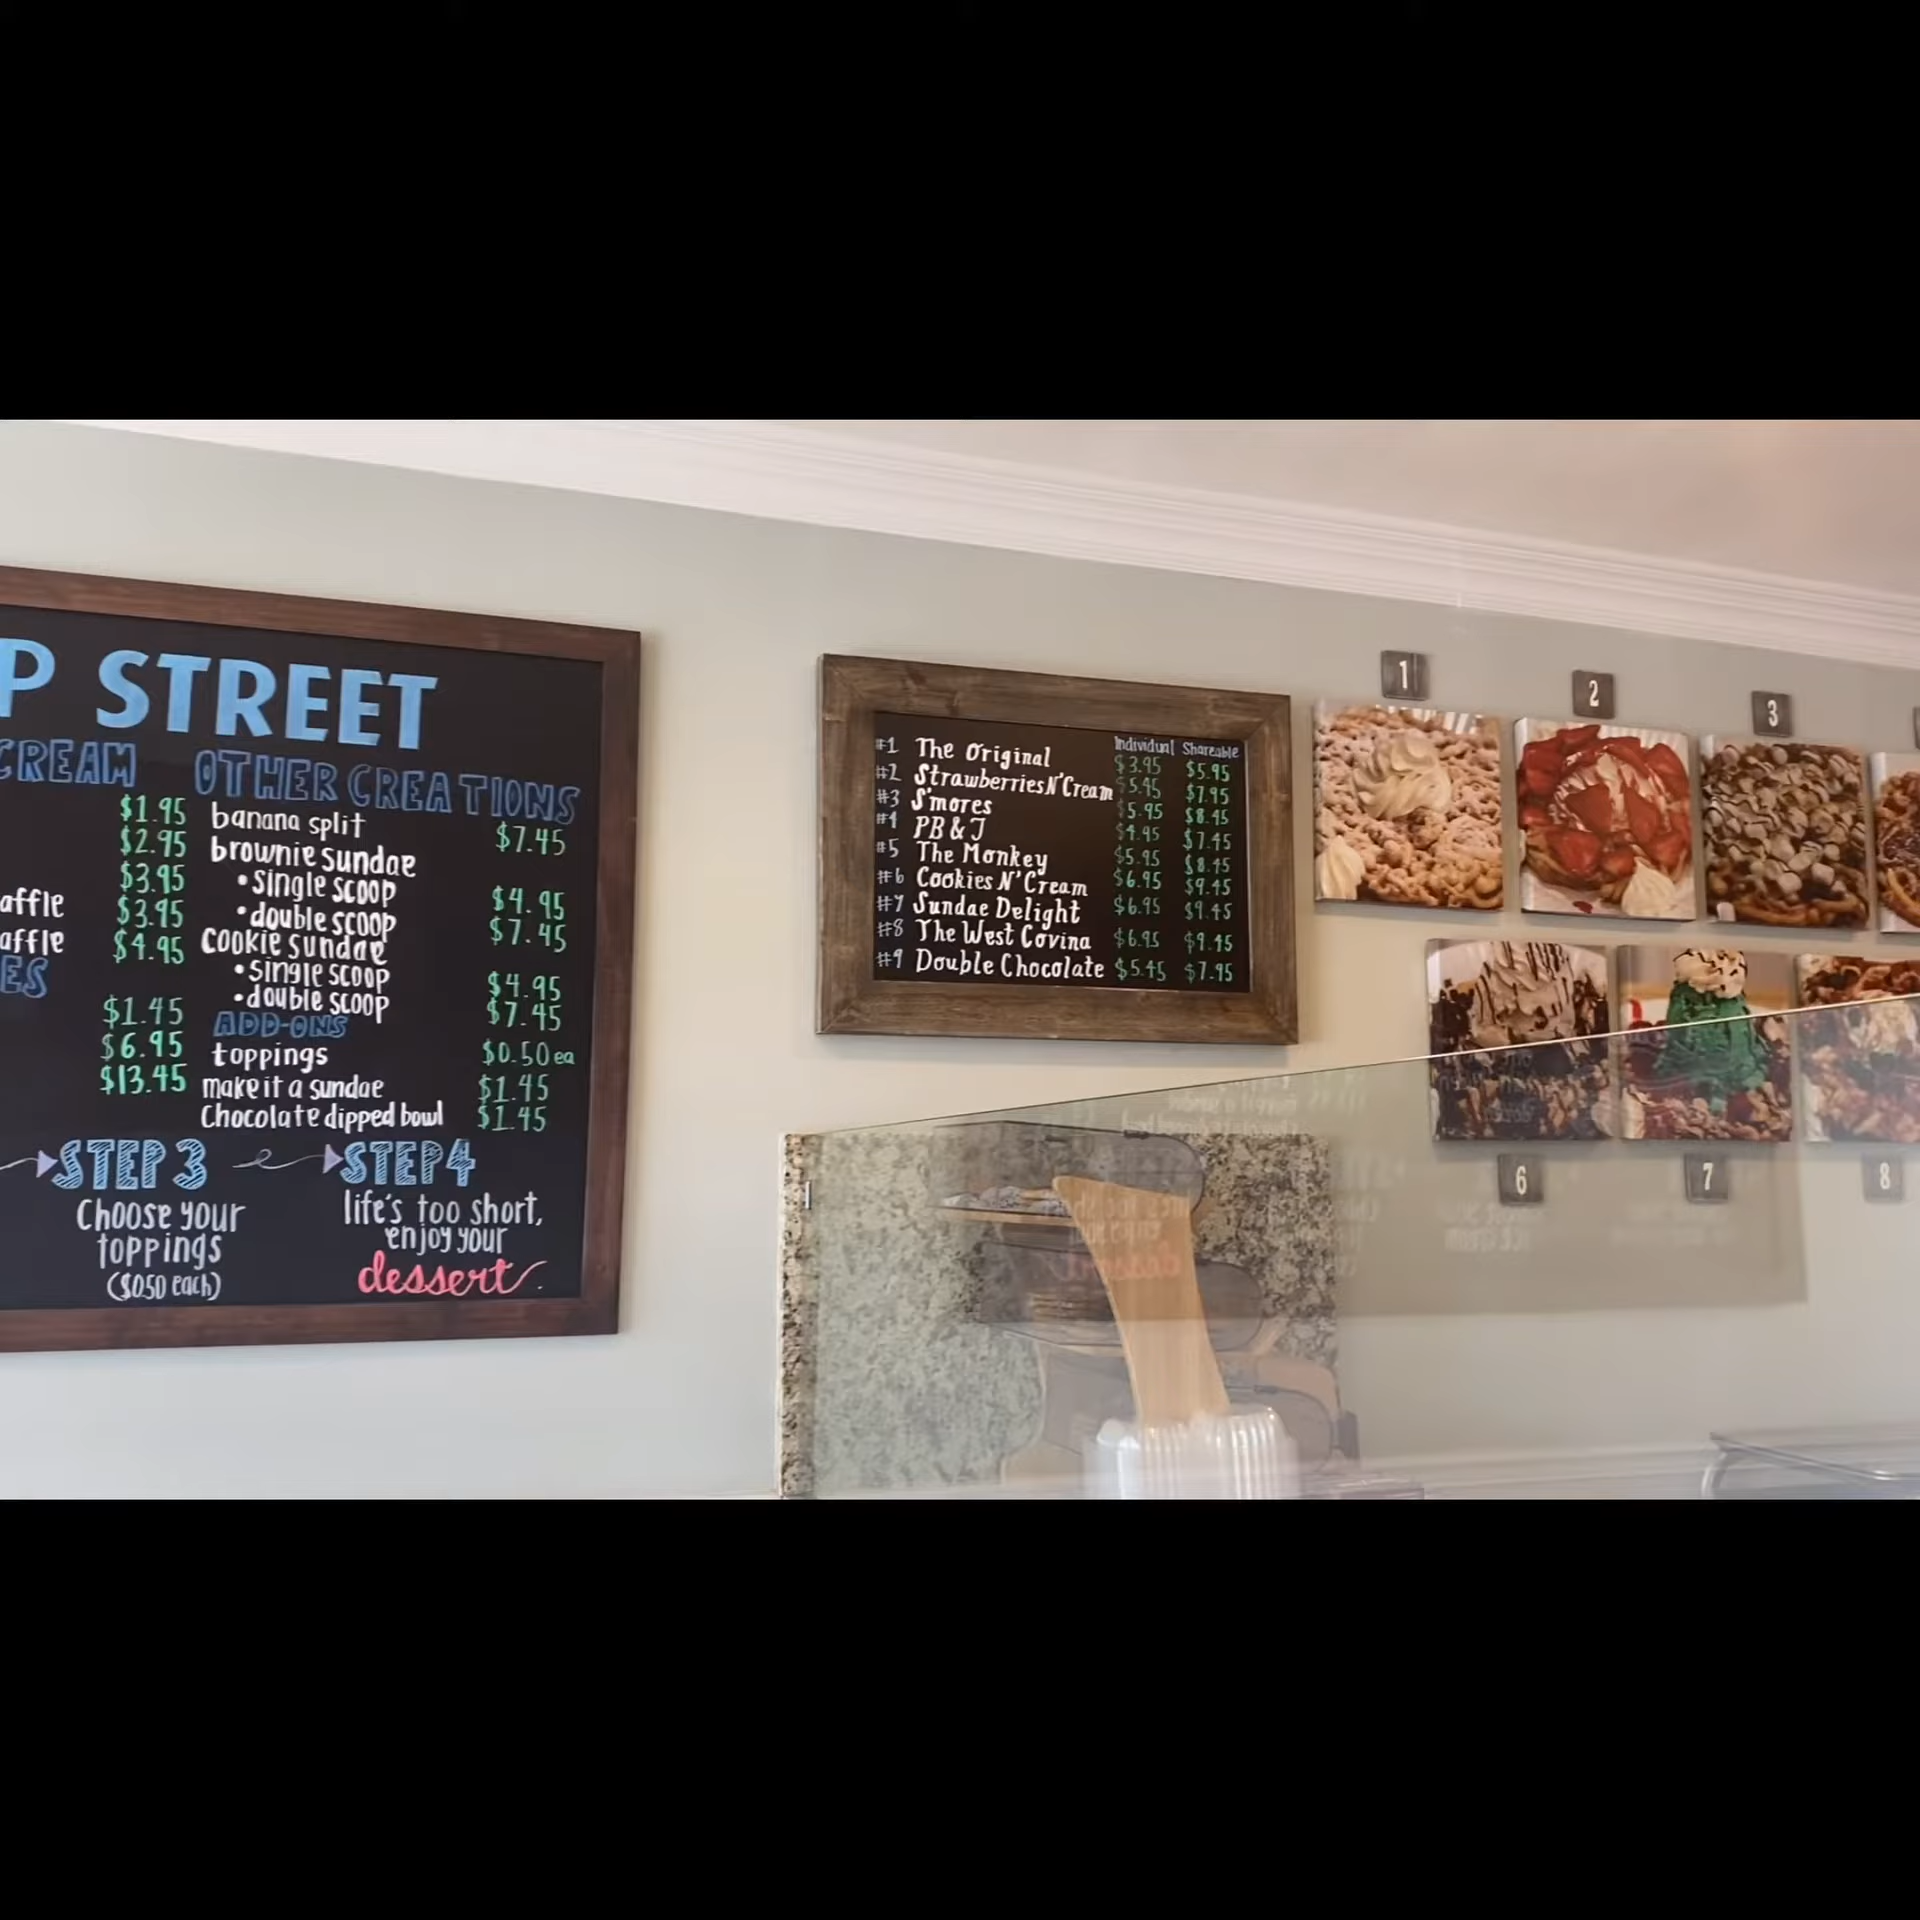 P STREET
CREAM
$1.95
$2.95
$3.95
affle $3.95
affle $4.95
ES
$1.45
$6.95
$13.45
OTHER CREATIONS
banana split $7.45
brownie sundae
•single scoop $4.95
•double scoop $7.45
Cookie sundae
•single scoop $4.95
•double scoop $7.45
ADD-ONS
toppings $0.50 ea
make it a sundae $1.45
Chocolate dipped bowl $1.45
STEP 3
Choose your
toppings
($0.50 each)
STEP 4
life's too short,
enjoy your
dessert.
Individual Shareable
#1 The Original $3.95 $5.95
#2 Strawberries N' Cream $5.45 $7.95
#3 S'mores $5.95 $8.45
#4 PB & J $4.95 $7.45
#5 The Monkey $5.95 $8.45
#6 Cookies N' Cream $6.95 $9.45
#7 Sundae Delight $6.95 $9.45
#8 The West Covina $6.95 $9.45
#9 Double Chocolate $5.45 $7.95
1
2
3
6
7
8